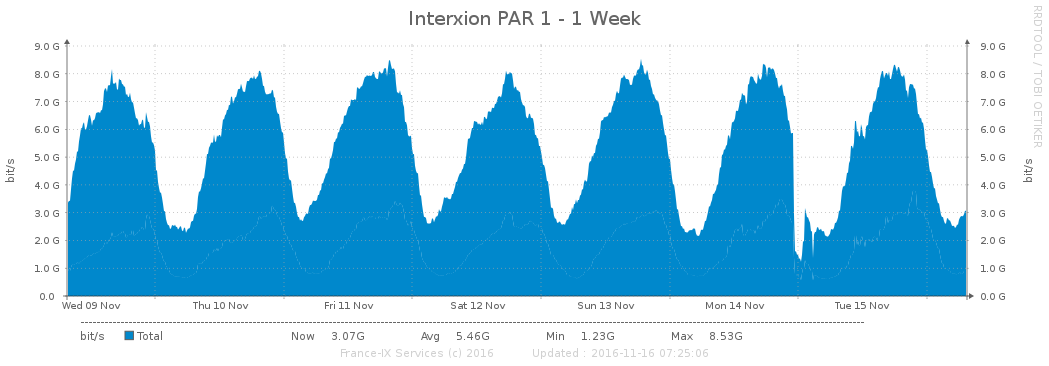 Interxion PAR 1 - 1 Week
RRDTOOL / TOBI OETIKER
bit/s
9.0 G 9.0 G
8.0 G 8.0 G
7.0 G 7.0 G
6.0 G 6.0 G
5.0 G 5.0 G
4.0 G 4.0 G
3.0 G 3.0 G
2.0 G 2.0 G
1.0 G 1.0 G
0.0 0.0 G
bit/s
Wed 09 Nov Thu 10 Nov Fri 11 Nov Sat 12 Nov Sun 13 Nov Mon 14 Nov Tue 15 Nov
bit/s Total Now 3.07G Avg 5.46G Min 1.23G Max 8.53G
France-IX Services (c) 2016 Updated : 2016-11-16 07:25:06